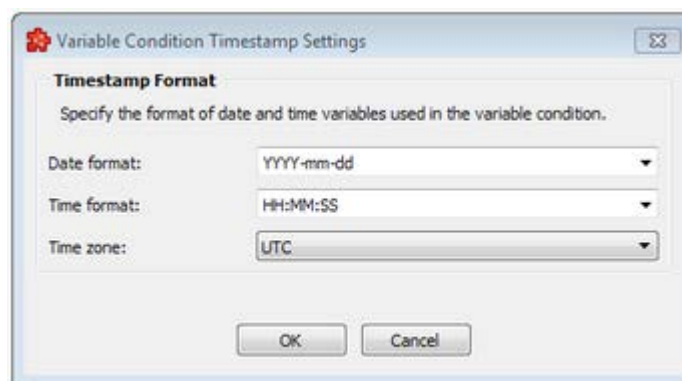 Variable Condition Timestamp Settings
Timestamp Format
Specify the format of date and time variables used in the variable condition.
Date format: YYYY-mm-dd
Time format: HH:MM:SS
Time zone: UTC
OK Cancel